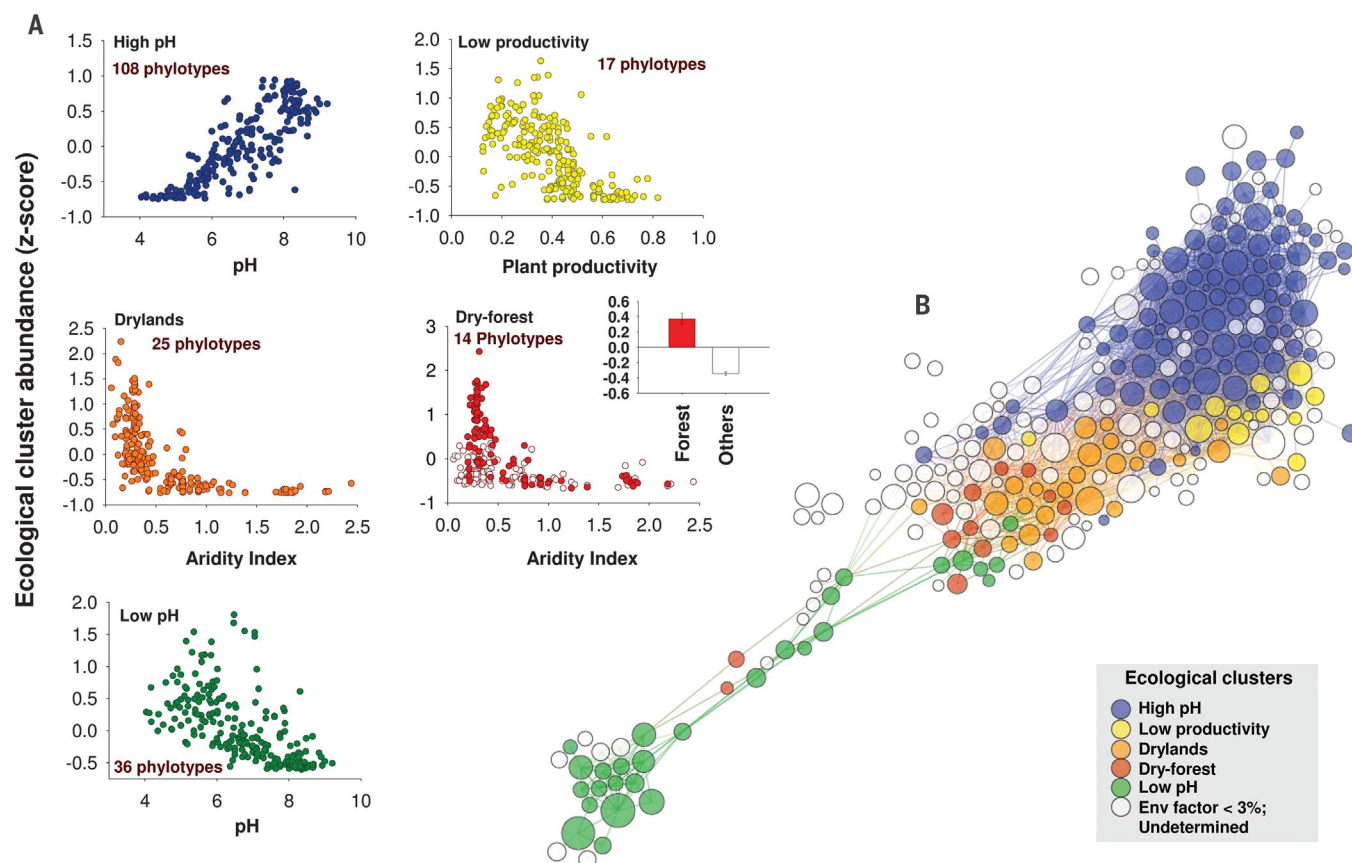 A
Ecological cluster abundance (z-score)
High pH
108 phylotypes
1.5
1.0
0.5
0.0
-0.5
-1.0
4 6 8 10
pH
Low productivity
17 phylotypes
2.0
1.5
1.0
0.5
0.0
-0.5
-1.0
0.0 0.2 0.4 0.6 0.8 1.0
Plant productivity
Drylands
25 phylotypes
2.5
2.0
1.5
1.0
0.5
0.0
-0.5
-1.0
0.0 0.5 1.0 1.5 2.0 2.5
Aridity Index
Dry-forest
14 Phylotypes
3
2
1
0
-1
0.0 0.5 1.0 1.5 2.0 2.5
Aridity Index
0.6
0.4
0.2
0.0
-0.2
-0.4
-0.6
Forest
Others
Low pH
36 phylotypes
2.0
1.5
1.0
0.5
0.0
-0.5
4 6 8 10
pH
B
Ecological clusters
High pH
Low productivity
Drylands
Dry-forest
Low pH
Env factor < 3%;
Undetermined